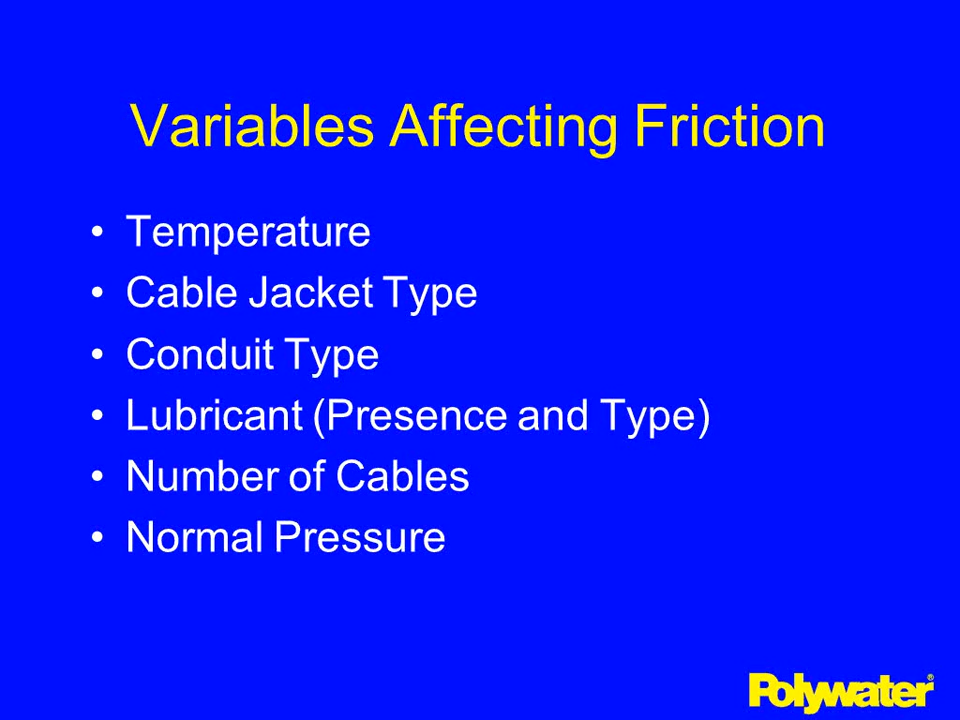 Variables Affecting Friction
• Temperature
• Cable Jacket Type
• Conduit Type
• Lubricant (Presence and Type)
• Number of Cables
• Normal Pressure
Polywater®